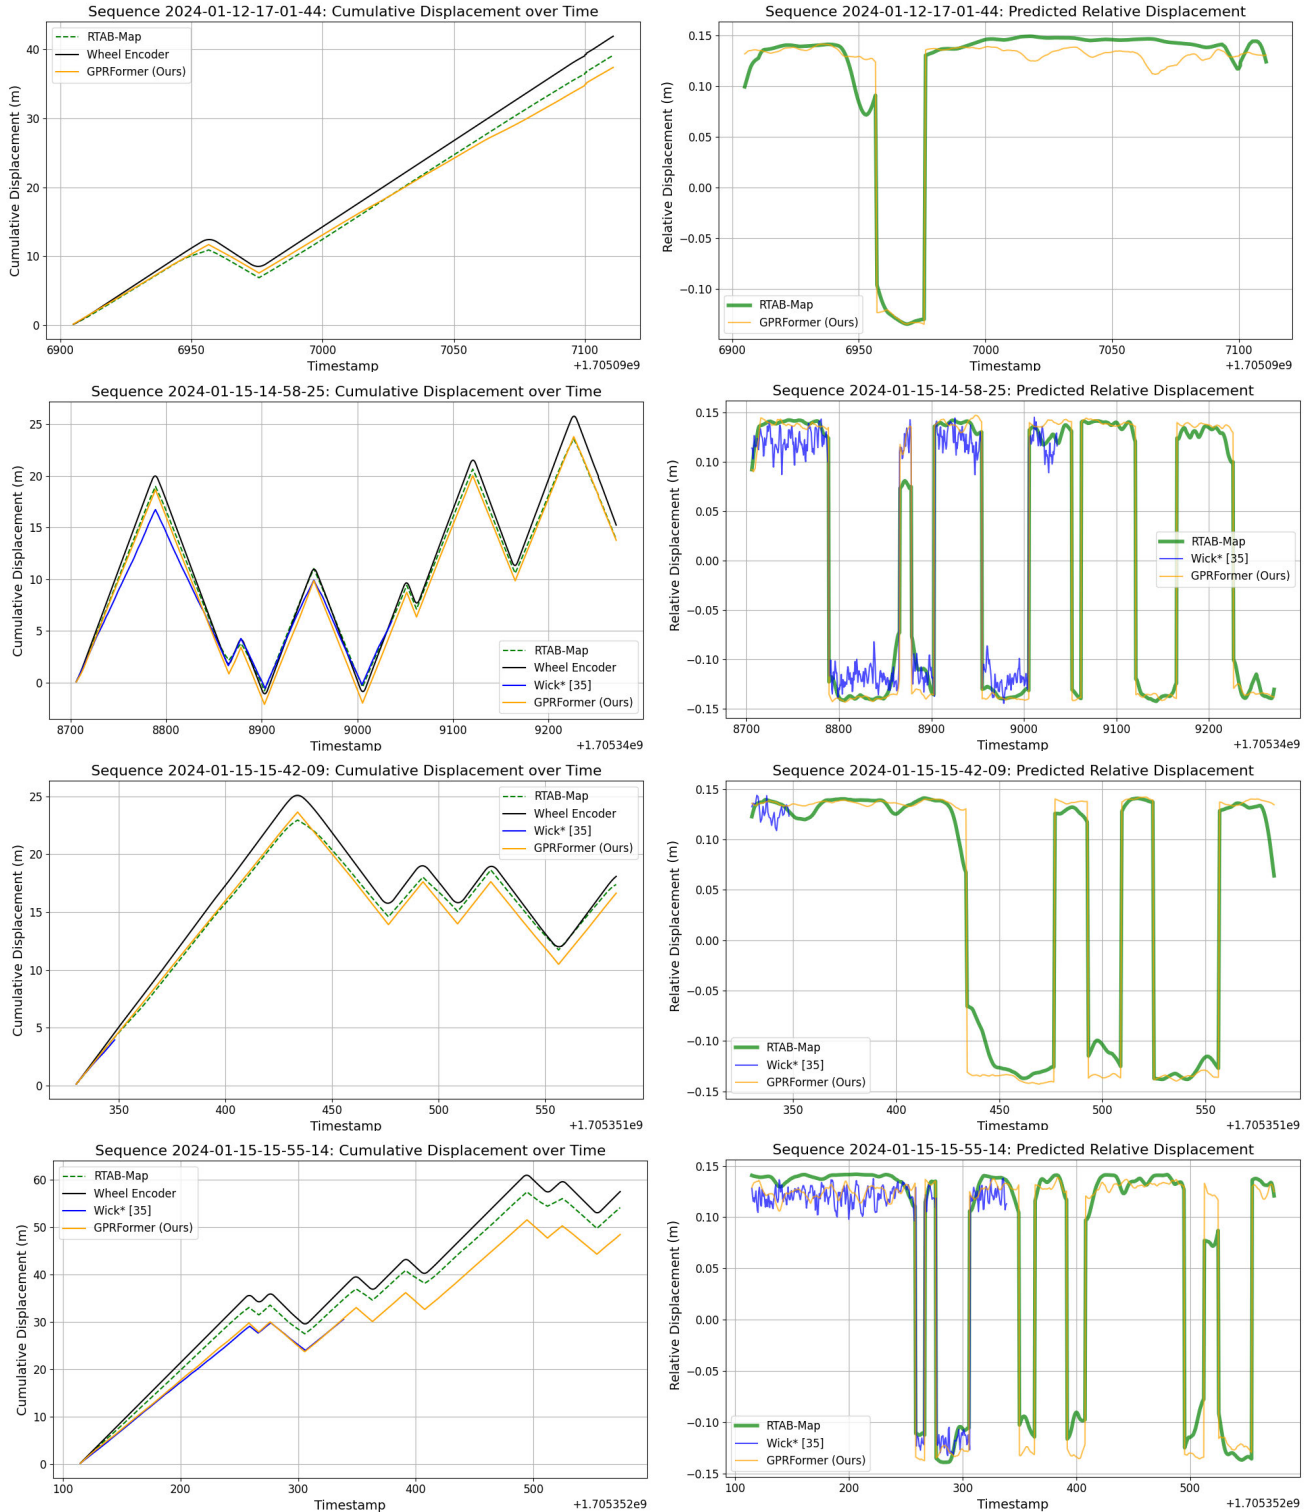 Sequence 2024-01-12-17-01-44: Cumulative Displacement over Time
Cumulative Displacement (m)
40
30
20
10
0
RTAB-Map
Wheel Encoder
GPRFormer (Ours)
6900 6950 7000 7050 7100
+1.70509e9
Timestamp
Sequence 2024-01-12-17-01-44: Predicted Relative Displacement
Relative Displacement (m)
0.15
0.10
0.05
0.00
−0.05
−0.10
RTAB-Map
GPRFormer (Ours)
6900 6950 7000 7050 7100
+1.70509e9
Timestamp
Sequence 2024-01-15-14-58-25: Cumulative Displacement over Time
Cumulative Displacement (m)
25
20
15
10
5
0
RTAB-Map
Wheel Encoder
Wick* [35]
GPRFormer (Ours)
8700 8800 8900 9000 9100 9200
+1.70534e9
Timestamp
Sequence 2024-01-15-14-58-25: Predicted Relative Displacement
Relative Displacement (m)
0.15
0.10
0.05
0.00
−0.05
−0.10
−0.15
RTAB-Map
Wick* [35]
GPRFormer (Ours)
8700 8800 8900 9000 9100 9200
+1.70534e9
Timestamp
Sequence 2024-01-15-15-42-09: Cumulative Displacement over Time
Cumulative Displacement (m)
25
20
15
10
5
0
RTAB-Map
Wheel Encoder
Wick* [35]
GPRFormer (Ours)
350 400 450 500 550
+1.705351e9
Timestamp
Sequence 2024-01-15-15-42-09: Predicted Relative Displacement
Relative Displacement (m)
0.15
0.10
0.05
0.00
−0.05
−0.10
−0.15
RTAB-Map
Wick* [35]
GPRFormer (Ours)
350 400 450 500 550
+1.705351e9
Timestamp
Sequence 2024-01-15-15-55-14: Cumulative Displacement over Time
Cumulative Displacement (m)
60
50
40
30
20
10
0
RTAB-Map
Wheel Encoder
Wick* [35]
GPRFormer (Ours)
100 200 300 400 500
+1.705352e9
Timestamp
Sequence 2024-01-15-15-55-14: Predicted Relative Displacement
Relative Displacement (m)
0.15
0.10
0.05
0.00
−0.05
−0.10
−0.15
RTAB-Map
Wick* [35]
GPRFormer (Ours)
100 200 300 400 500
+1.705352e9
Timestamp